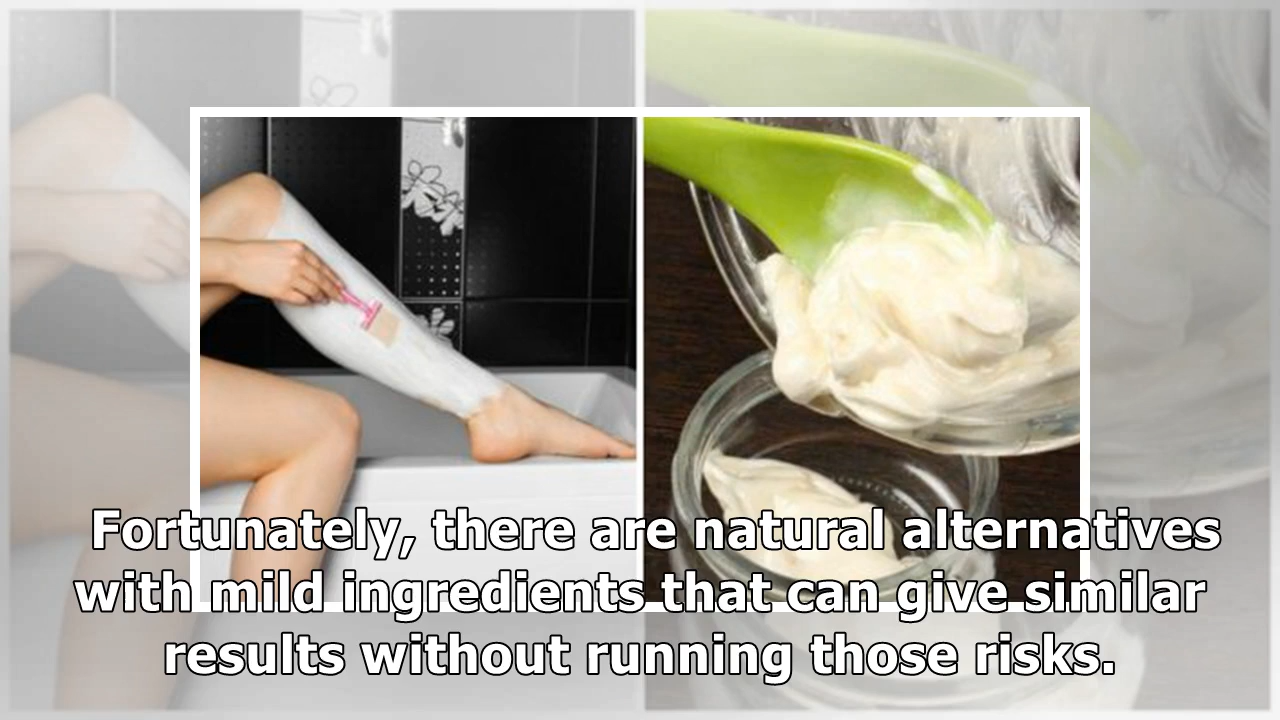 Fortunately, there are natural alternatives
with mild ingredients that can give similar
results without running those risks.